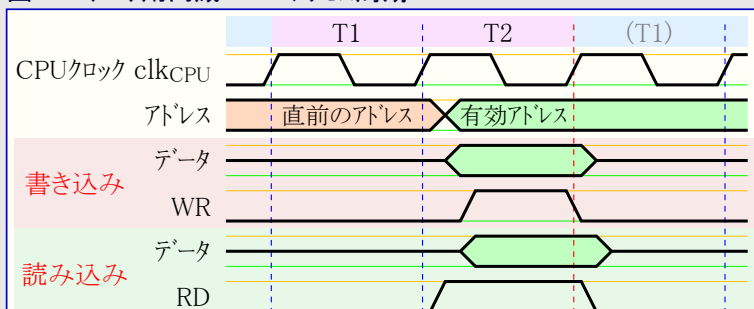 T1 T2 (T1)
CPUクロック clkCPU
アドレス 直前のアドレス 有効アドレス
データ
書き込み
WR
データ
読み込み
RD